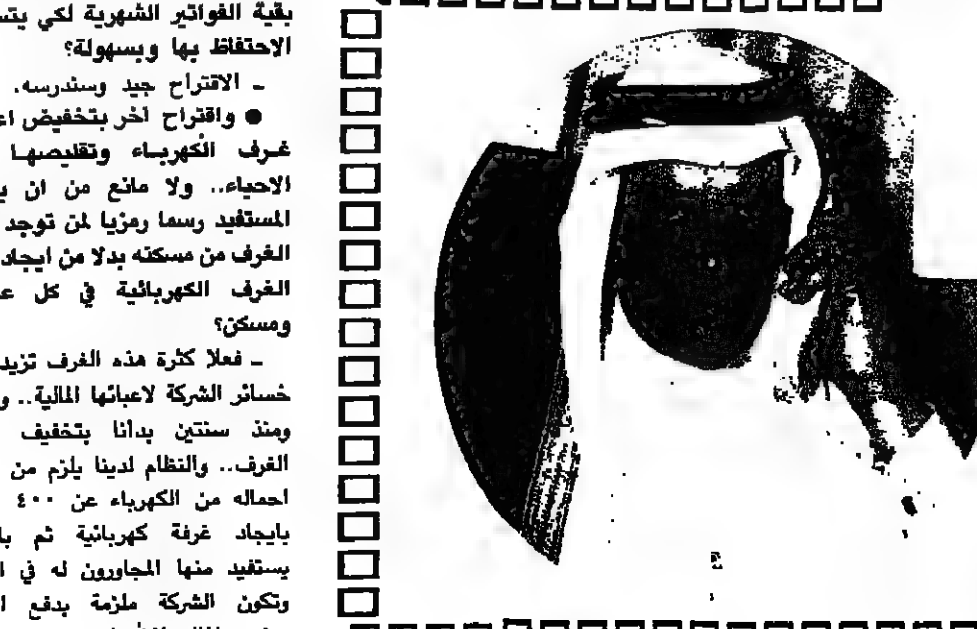 بقية الفواتير الشهرية لكي
الاحتفاظ بها وبسهولة؟
ـ الاقتراح جيد وسندرسه.
● واقتراح آخر بتخفيض
غرف الكهرباء وتقليصها
الاحياء.. ولا مانع من ان
المستفيد رسما رمزيا لمن توجد
الغرف من مسكنه بدلا من ايجاد
الغرف الكهربائية في كل
ومسكن؟
ـ فعلا كثرة هذه الغرف تزيد
خسائر الشركة لاعبائها المالية..
ومنذ سنتين بدأنا بتخفيف
الغرف.. والنظام لدينا يلزم من
احماله من الكهرباء عن ٤٠٠
بايجاد غرفة كهربائية ثم
يستفيد منها المجاورون له في
وتكون الشركة ملزمة بدفع